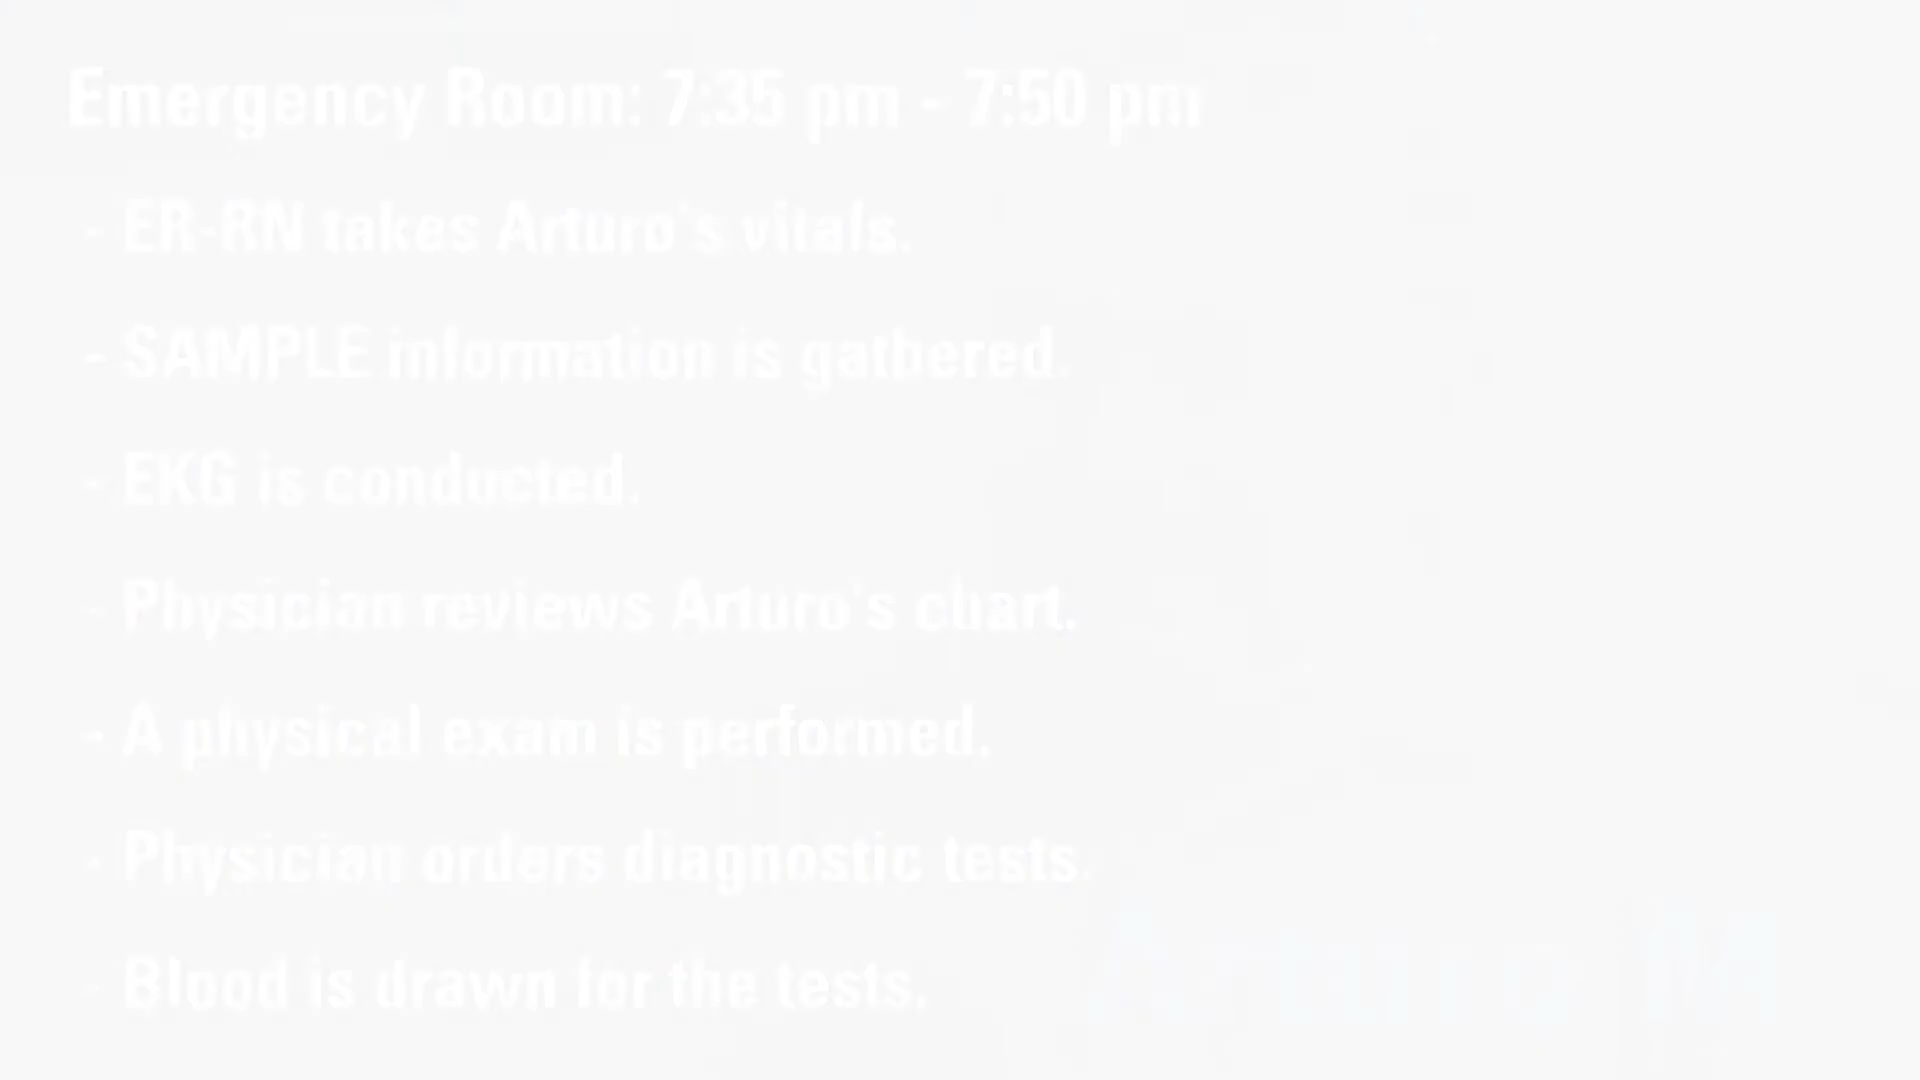 Emergency Room: 7:35 pm - 7:50 pm
- ER-RN takes Arturo's vitals.
- SAMPLE information is gathered.
- EKG is conducted.
- Physician reviews Arturo's chart.
- A physical exam is performed.
- Physician orders diagnostic tests.
- Blood is drawn for the tests.
Arturo M